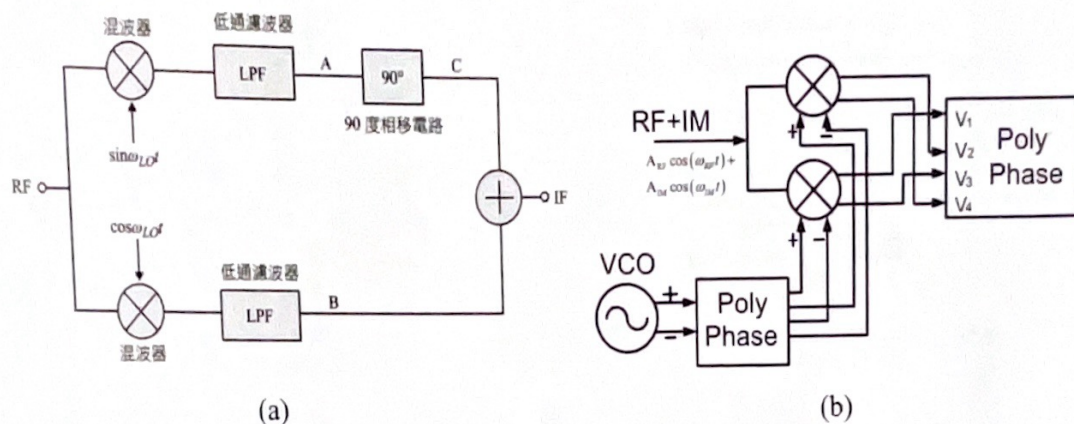 混波器
低通濾波器
LPF
A
90°
C
90 度相移電路
sinω_LO t
RF
IF
cosω_LO t
低通濾波器
LPF
B
混波器
(a)
RF+IM
A_RF cos(ω_RF t)+
A_IM cos(ω_IM t)
+
−
+
−
V₁
V₂
V₃
V₄
Poly
Phase
VCO
+
−
Poly
Phase
(b)